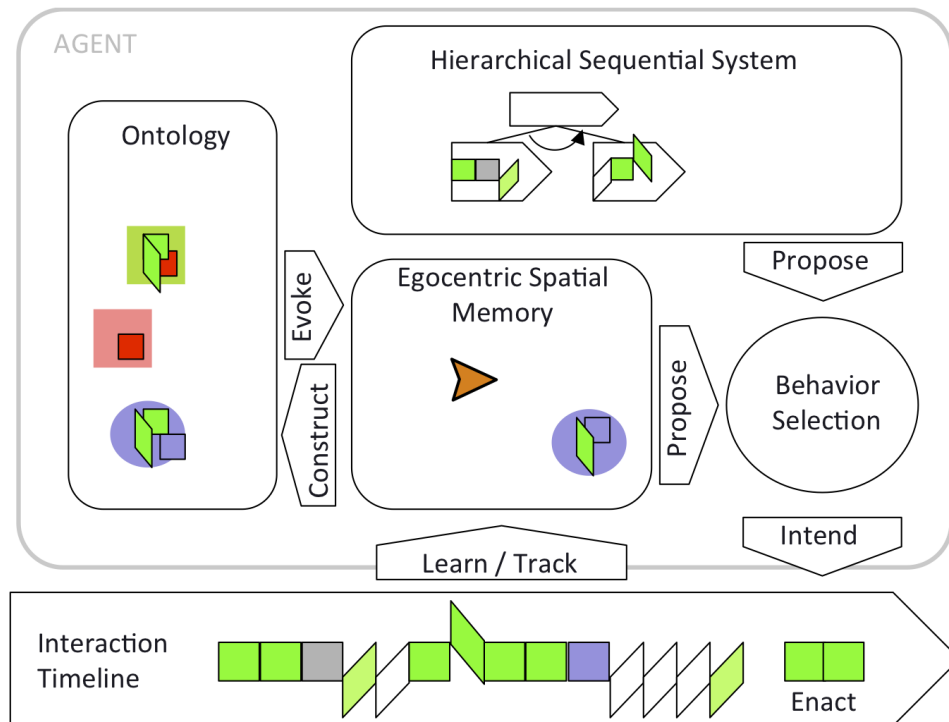 AGENT
Hierarchical Sequential System
Ontology
Propose
Evoke
Egocentric Spatial
Memory
Construct
Propose
Behavior
Selection
Intend
Learn / Track
Interaction
Timeline
Enact